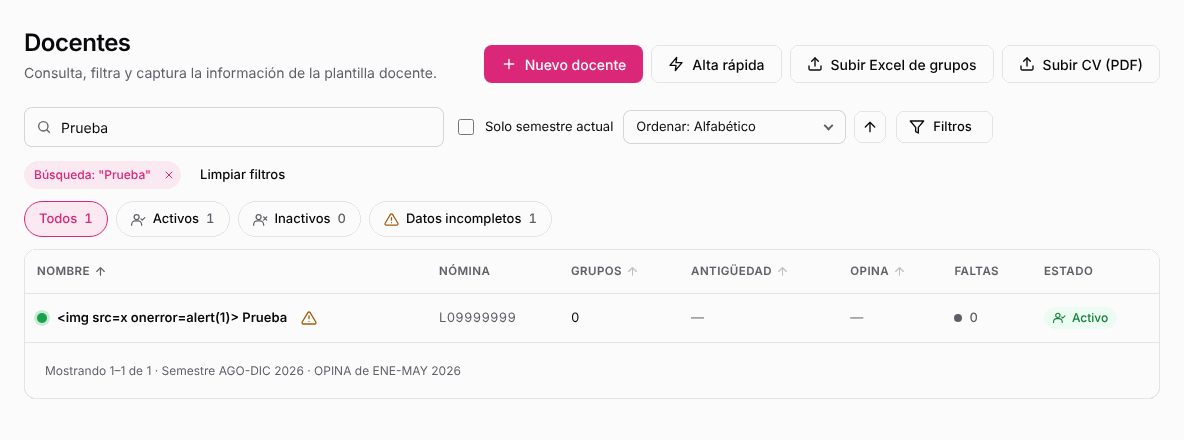 Docentes
Consulta, filtra y captura la información de la plantilla docente.
Nuevo docente
Alta rápida
Subir Excel de grupos
Subir CV (PDF)
Prueba
Solo semestre actual
Ordenar: Alfabético
Filtros
Búsqueda: "Prueba" ×
Limpiar filtros
Todos 1
Activos 1
Inactivos 0
Datos incompletos 1
NOMBRE ↑ NÓMINA GRUPOS ↑ ANTIGÜEDAD ↑ OPINA ↑ FALTAS ESTADO
<img src=x onerror=alert(1)> Prueba L09999999 0 — — 0 Activo
Mostrando 1–1 de 1 · Semestre AGO-DIC 2026 · OPINA de ENE-MAY 2026